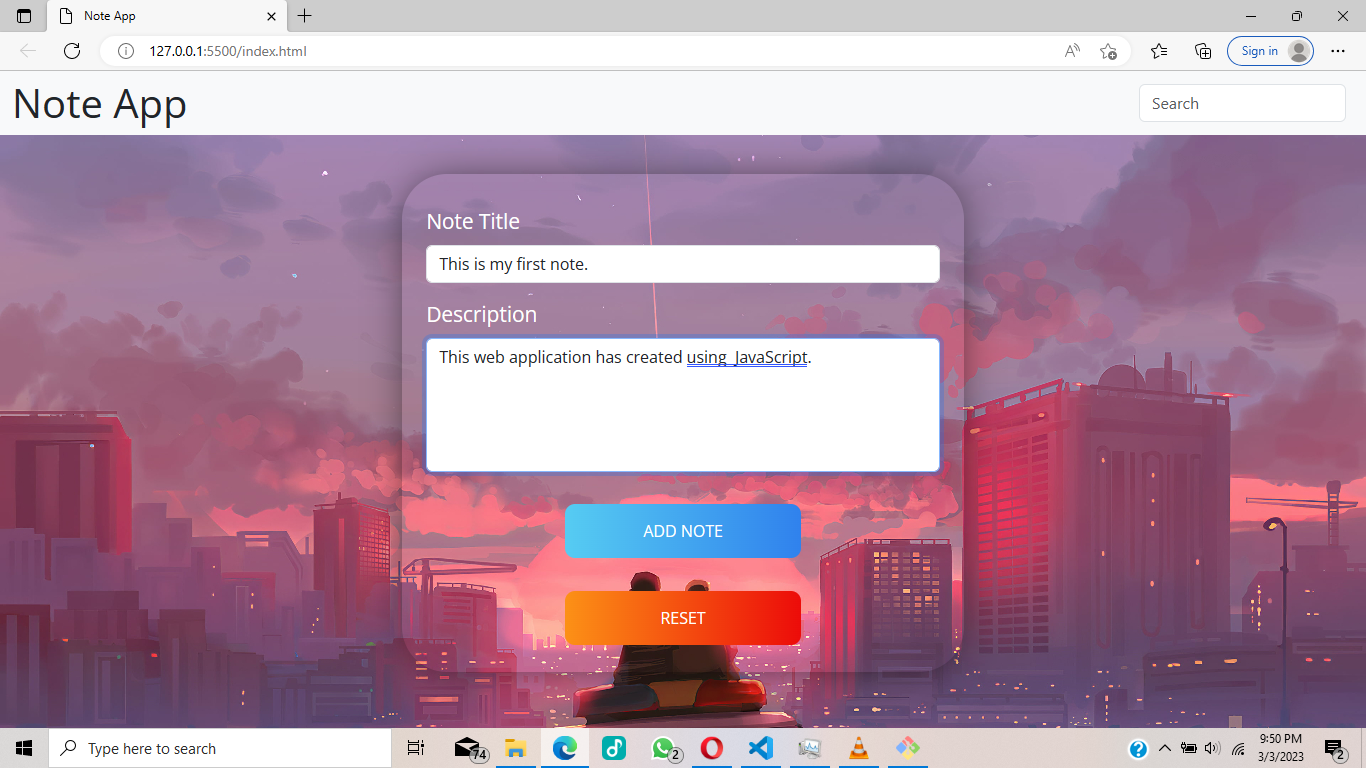 Note App
127.0.0.1:5500/index.html
Sign in
Note App
Search
Note Title
This is my first note.
Description
This web application has created using  JavaScript.
ADD NOTE
RESET
Type here to search
74
2
9:50 PM
3/3/2023
2